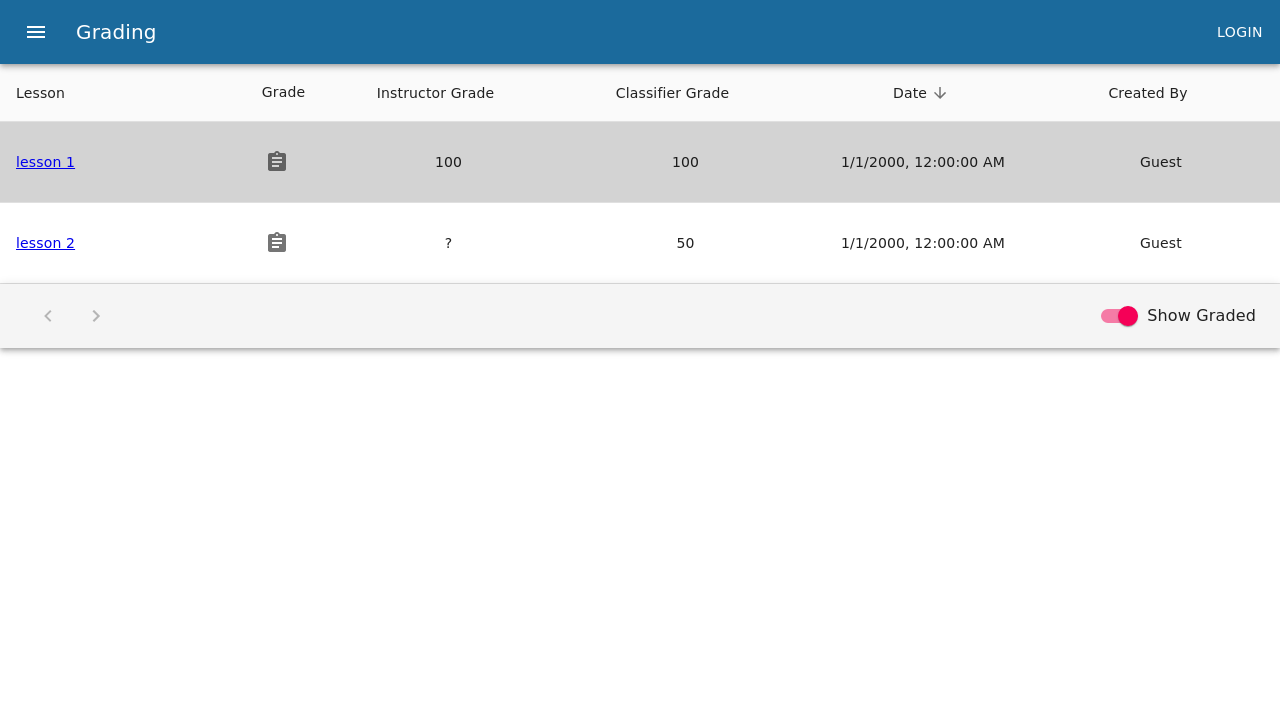 Grading
LOGIN
Lesson Grade Instructor Grade Classifier Grade Date Created By
lesson 1 100 100 1/1/2000, 12:00:00 AM Guest
lesson 2 ? 50 1/1/2000, 12:00:00 AM Guest
Show Graded